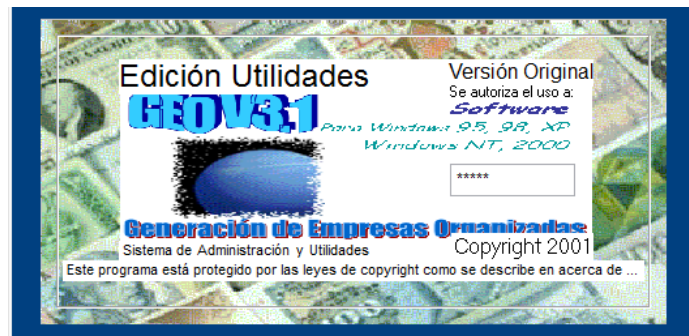 Edición Utilidades
Versión Original
Se autoriza el uso a:
GEO V3,1
Software
Para Windows 95, 98, XP
Windows NT, 2000
*****
Generación de Empresas Organizadas
Sistema de Administración y Utilidades
Copyright 2001
Este programa está protegido por las leyes de copyright como se describe en acerca de ...